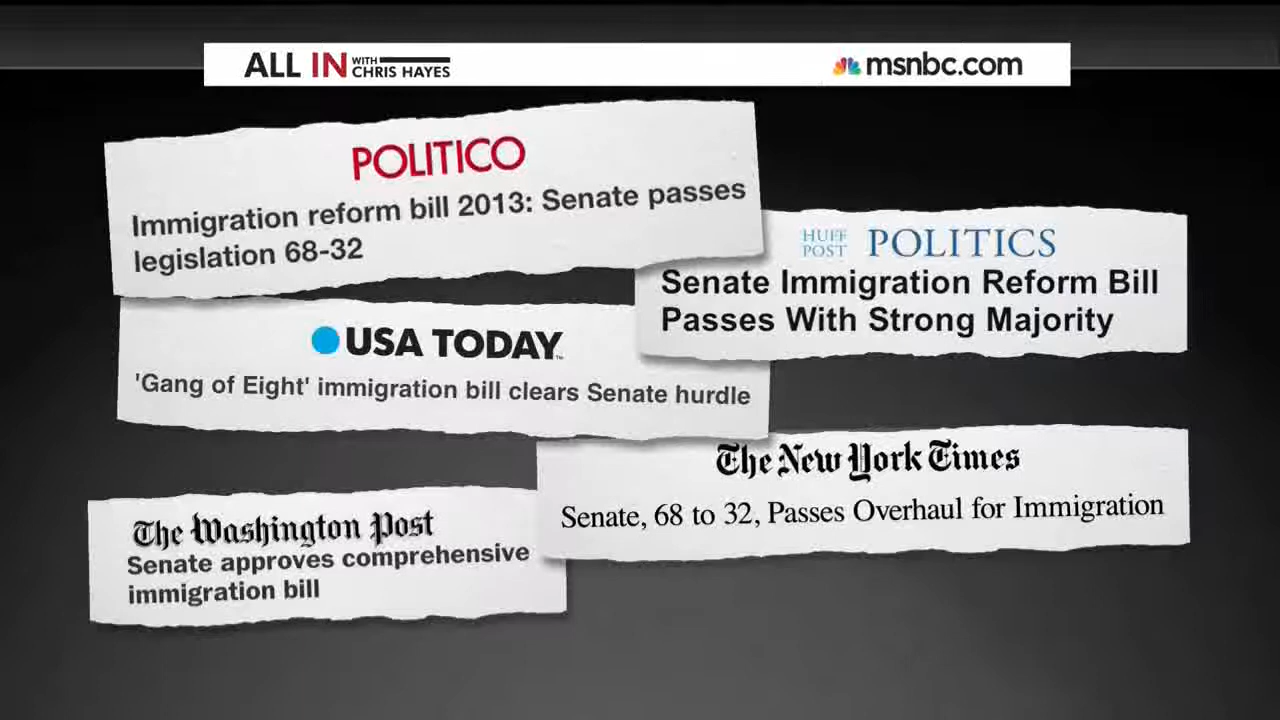 ALL IN WITH CHRIS HAYES
msnbc.com
POLITICO
Immigration reform bill 2013: Senate passes
legislation 68-32
HUFF POST POLITICS
Senate Immigration Reform Bill
Passes With Strong Majority
USA TODAY™
'Gang of Eight' immigration bill clears Senate hurdle
The New York Times
Senate, 68 to 32, Passes Overhaul for Immigration
The Washington Post
Senate approves comprehensive
immigration bill